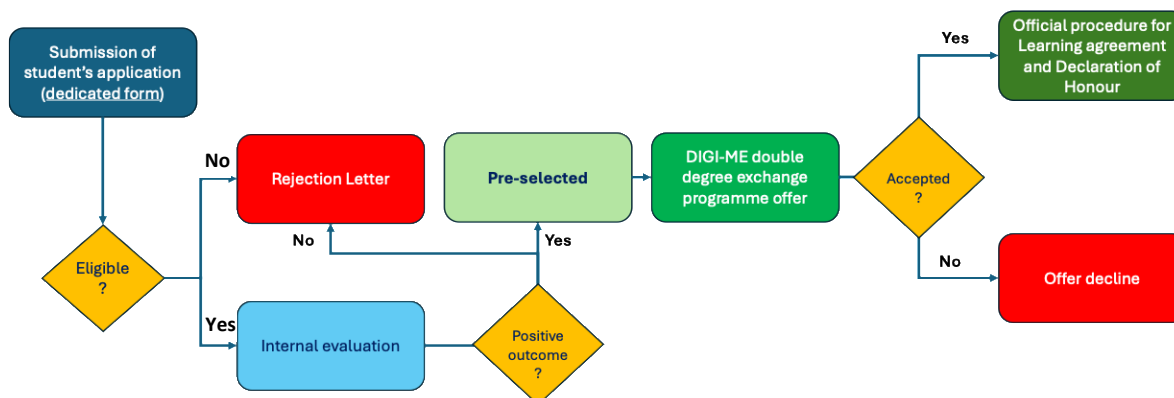 Submission of
student's application
(dedicated form)
Eligible
?
No
Yes
Rejection Letter
Internal evaluation
No
Yes
Positive
outcome
?
Pre-selected
DIGI-ME double
degree exchange
programme offer
Accepted
?
Yes
No
Official procedure for
Learning agreement
and Declaration of
Honour
Offer decline